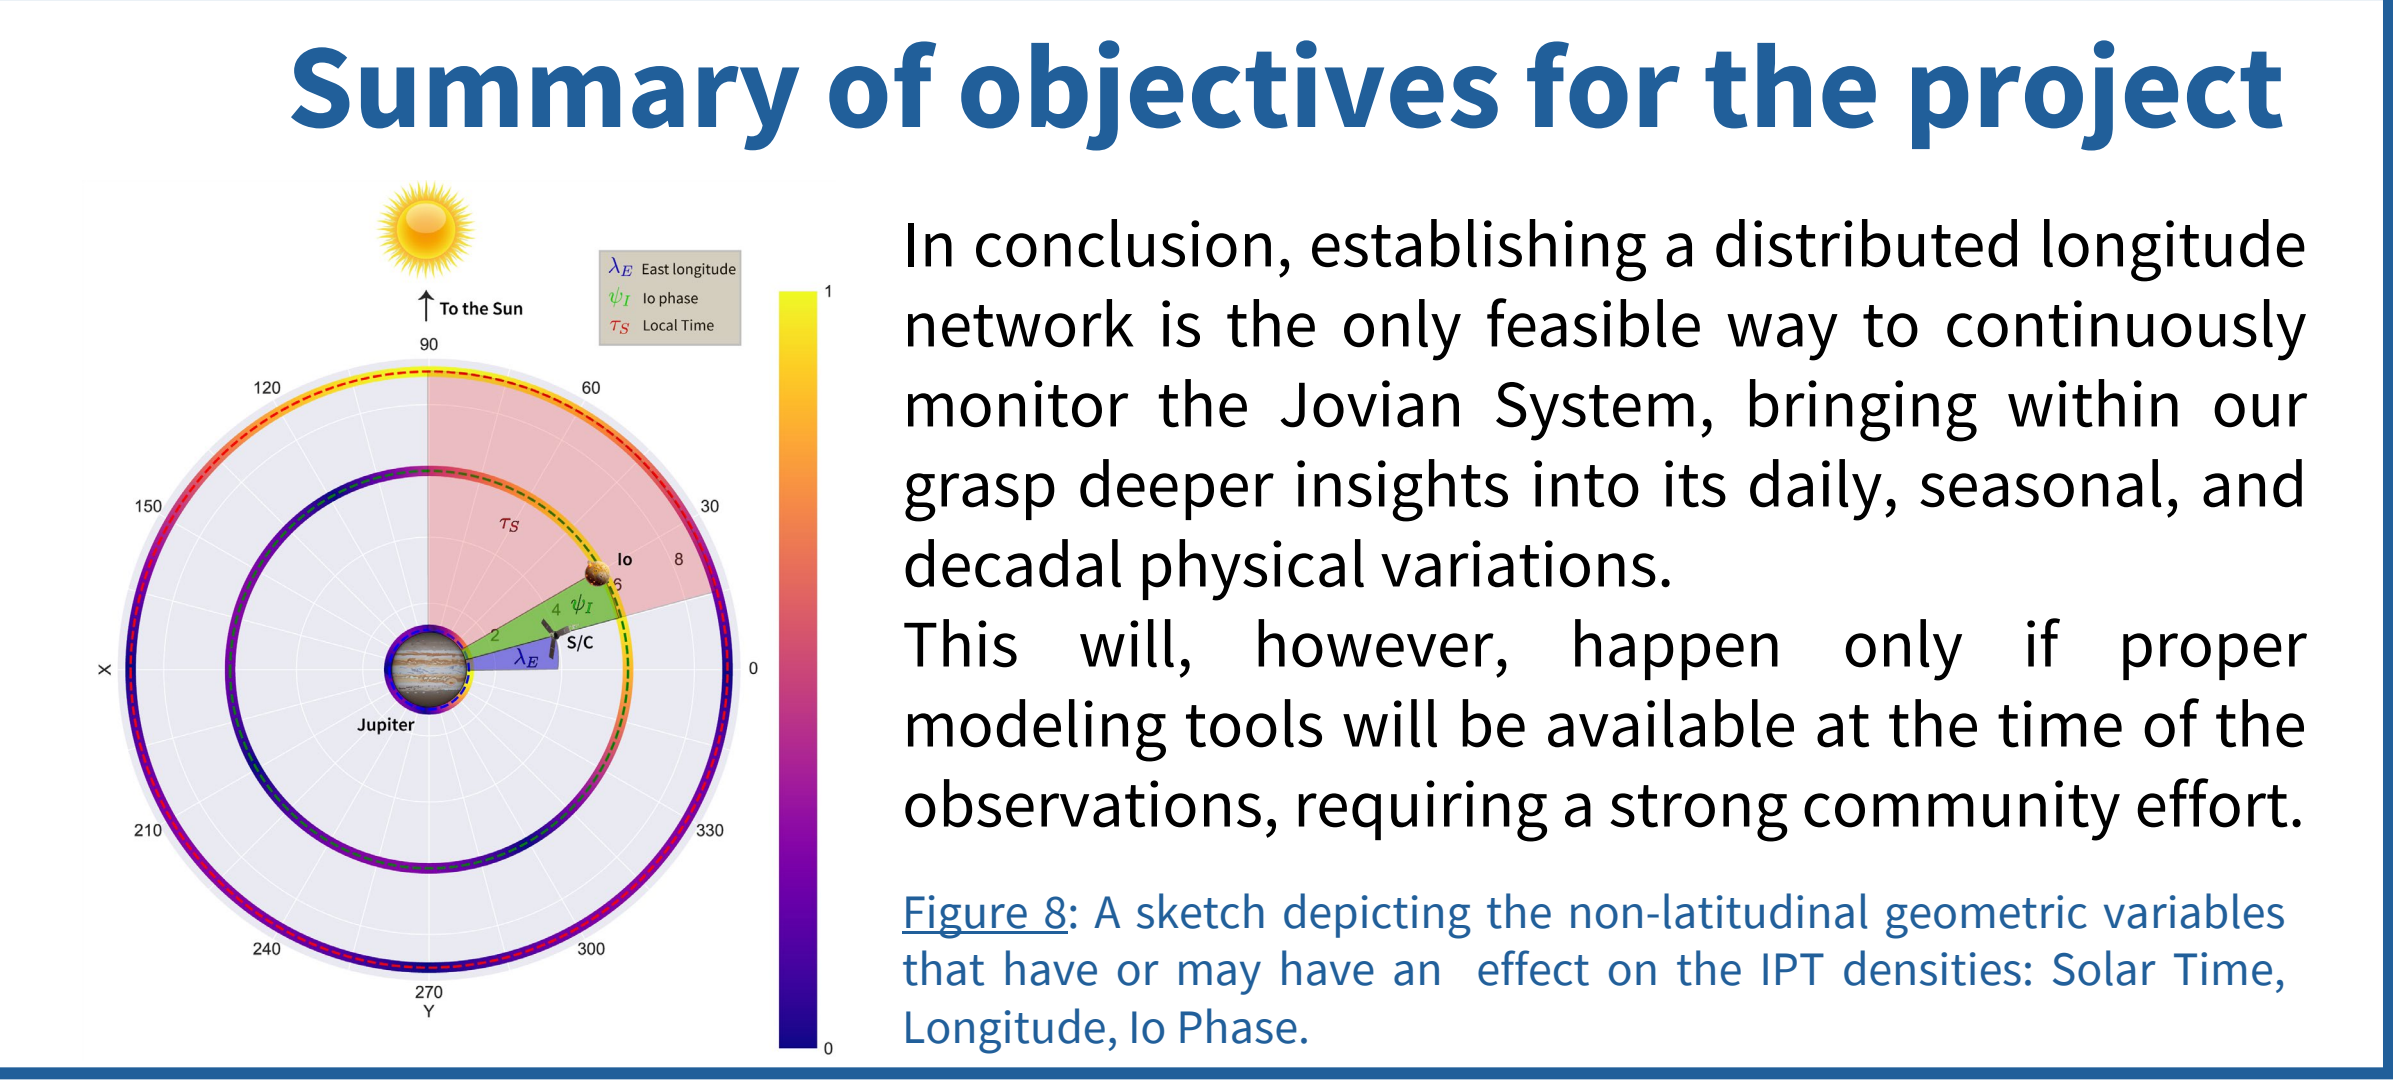 Summary of objectives for the project
To the Sun
λE East longitude
ψI Io phase
τS Local Time
90
120
60
150
30
τS
Io
8
6
4
ψI
2
S/C
λE
X
0
Jupiter
210
330
240
300
270
Y
1
0
In conclusion, establishing a distributed longitude
network is the only feasible way to continuously
monitor the Jovian System, bringing within our
grasp deeper insights into its daily, seasonal, and
decadal physical variations.
This will, however, happen only if proper
modeling tools will be available at the time of the
observations, requiring a strong community effort.
Figure 8: A sketch depicting the non-latitudinal geometric variables
that have or may have an effect on the IPT densities: Solar Time,
Longitude, Io Phase.